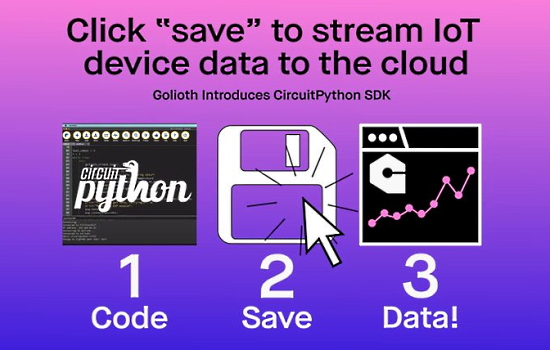 Click “save” to stream IoT
device data to the cloud
Golioth Introduces CircuitPython SDK
circuit
python
1
2
3
Code
Save
Data!